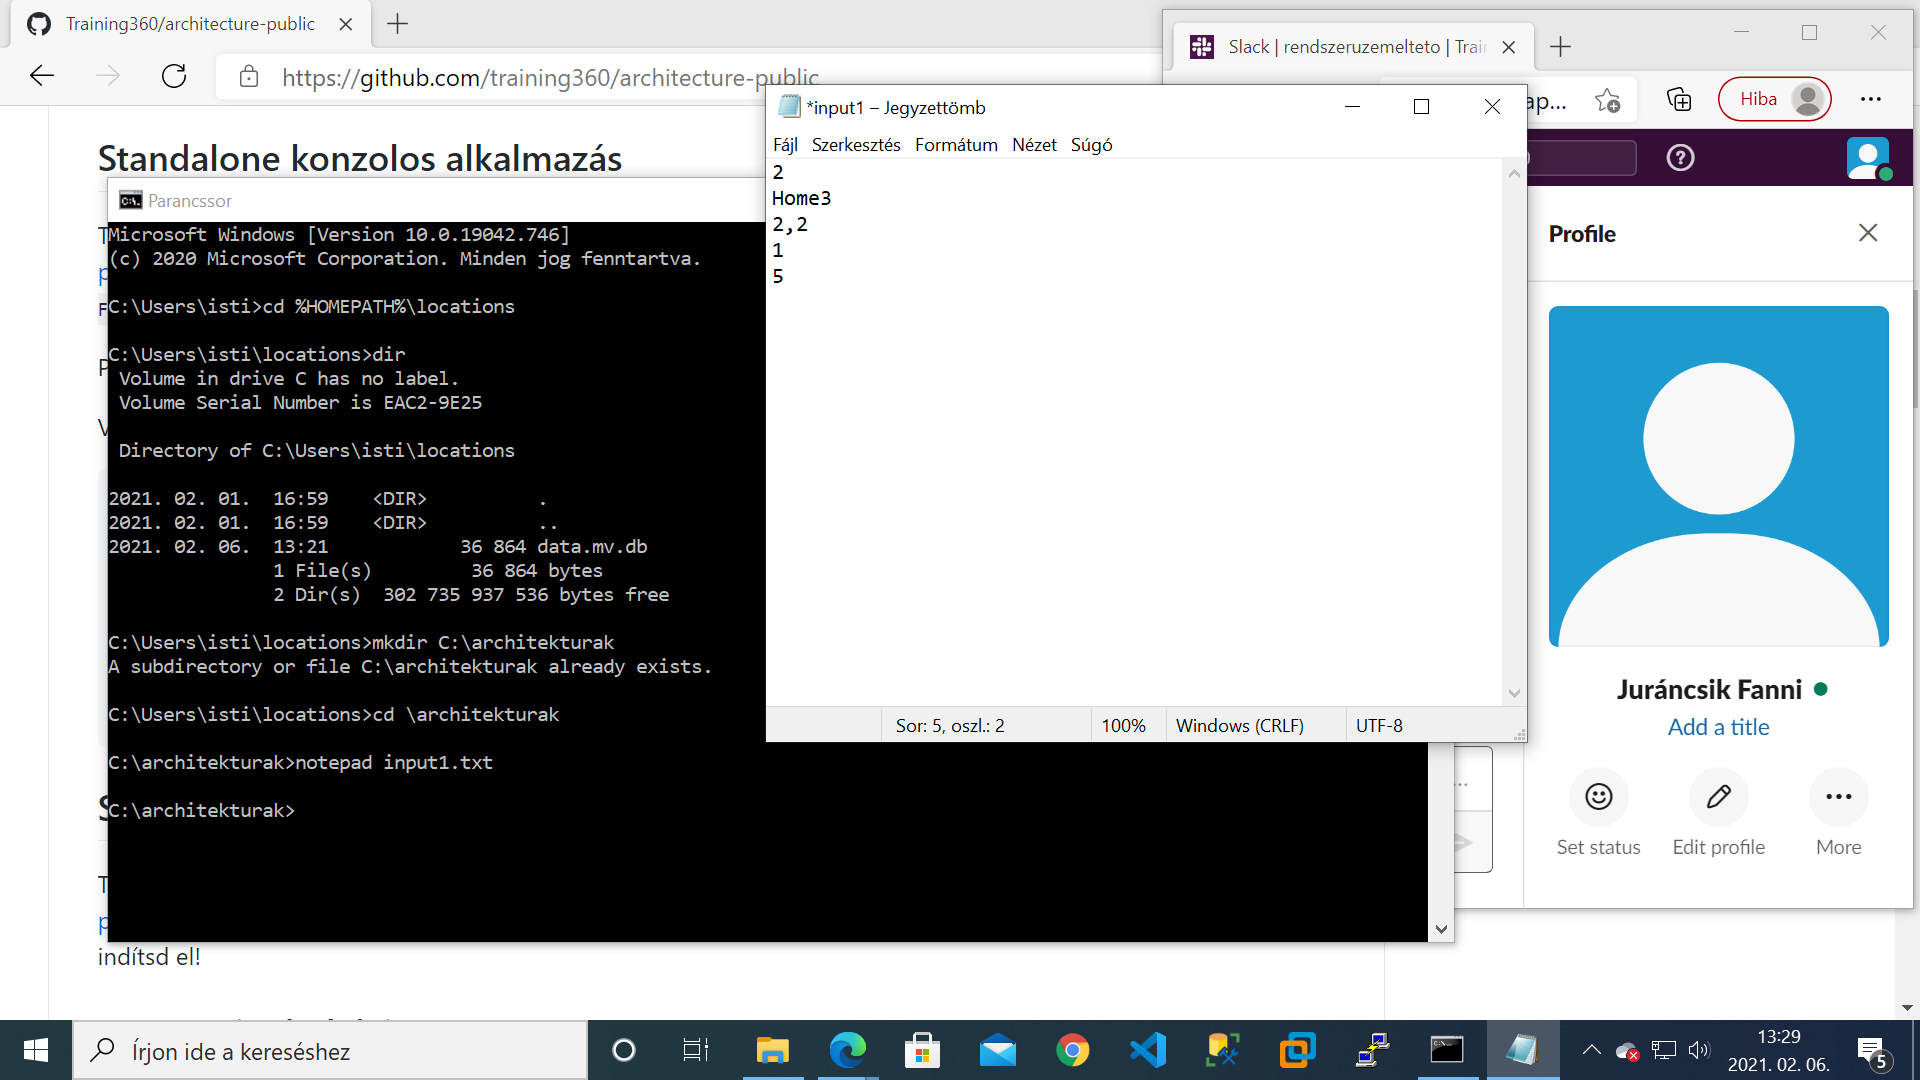 Training360/architecture-public
https://github.com/training360/architecture-public
Slack | rendszeruzemelteto | Trai
ap...
Hiba
Standalone konzolos alkalmazás
indítsd el!
Parancssor
Microsoft Windows [Version 10.0.19042.746]
(c) 2020 Microsoft Corporation. Minden jog fenntartva.
C:\Users\isti>cd %HOMEPATH%\locations
C:\Users\isti\locations>dir
Volume in drive C has no label.
Volume Serial Number is EAC2-9E25
Directory of C:\Users\isti\locations
2021. 02. 01.  16:59    <DIR>          .
2021. 02. 01.  16:59    <DIR>          ..
2021. 02. 06.  13:21            36 864 data.mv.db
1 File(s)         36 864 bytes
2 Dir(s)  302 735 937 536 bytes free
C:\Users\isti\locations>mkdir C:\architekturak
A subdirectory or file C:\architekturak already exists.
C:\Users\isti\locations>cd \architekturak
C:\architekturak>notepad input1.txt
C:\architekturak>
*input1 – Jegyzettömb
Fájl Szerkesztés Formátum Nézet Súgó
2
Home3
2,2
1
5
Sor: 5, oszl.: 2 100% Windows (CRLF) UTF-8
Profile
Juráncsik Fanni
Add a title
Set status Edit profile More
Írjon ide a kereséshez
13:29
2021. 02. 06.
5